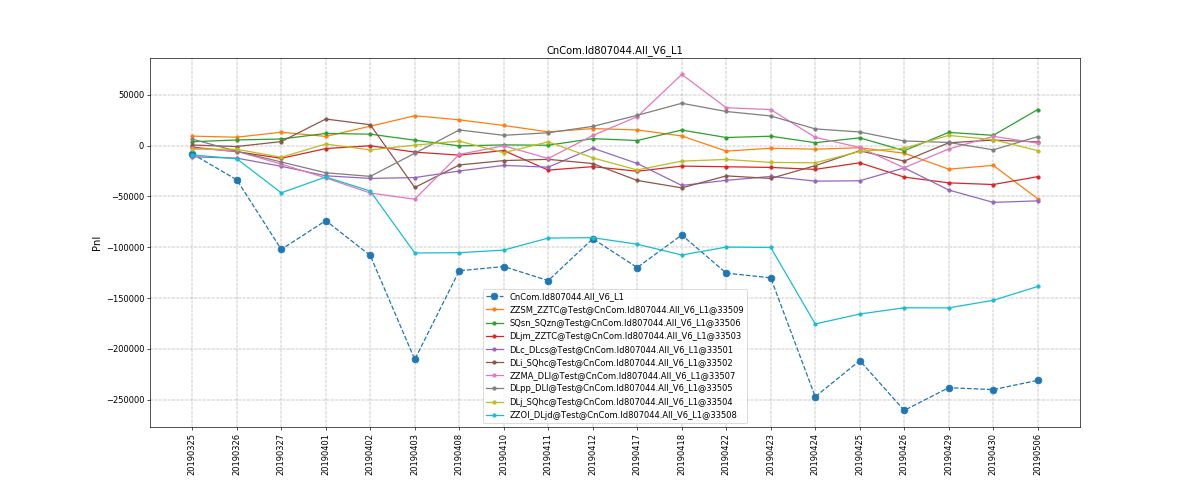 CnCom.Id807044.All_V6_L1
PnI
50000
0
−50000
−100000
−150000
−200000
−250000
CnCom.Id807044.All_V6_L1
ZZSM_ZZTC@Test@CnCom.Id807044.All_V6_L1@33509
SQsn_SQzn@Test@CnCom.Id807044.All_V6_L1@33506
DLjm_ZZTC@Test@CnCom.Id807044.All_V6_L1@33503
DLc_DLcs@Test@CnCom.Id807044.All_V6_L1@33501
DLi_SQhc@Test@CnCom.Id807044.All_V6_L1@33502
ZZMA_DLl@Test@CnCom.Id807044.All_V6_L1@33507
DLpp_DLl@Test@CnCom.Id807044.All_V6_L1@33505
DLj_SQhc@Test@CnCom.Id807044.All_V6_L1@33504
ZZOI_DLjd@Test@CnCom.Id807044.All_V6_L1@33508
20190325
20190326
20190327
20190401
20190402
20190403
20190408
20190410
20190411
20190412
20190417
20190418
20190422
20190423
20190424
20190425
20190426
20190429
20190430
20190506